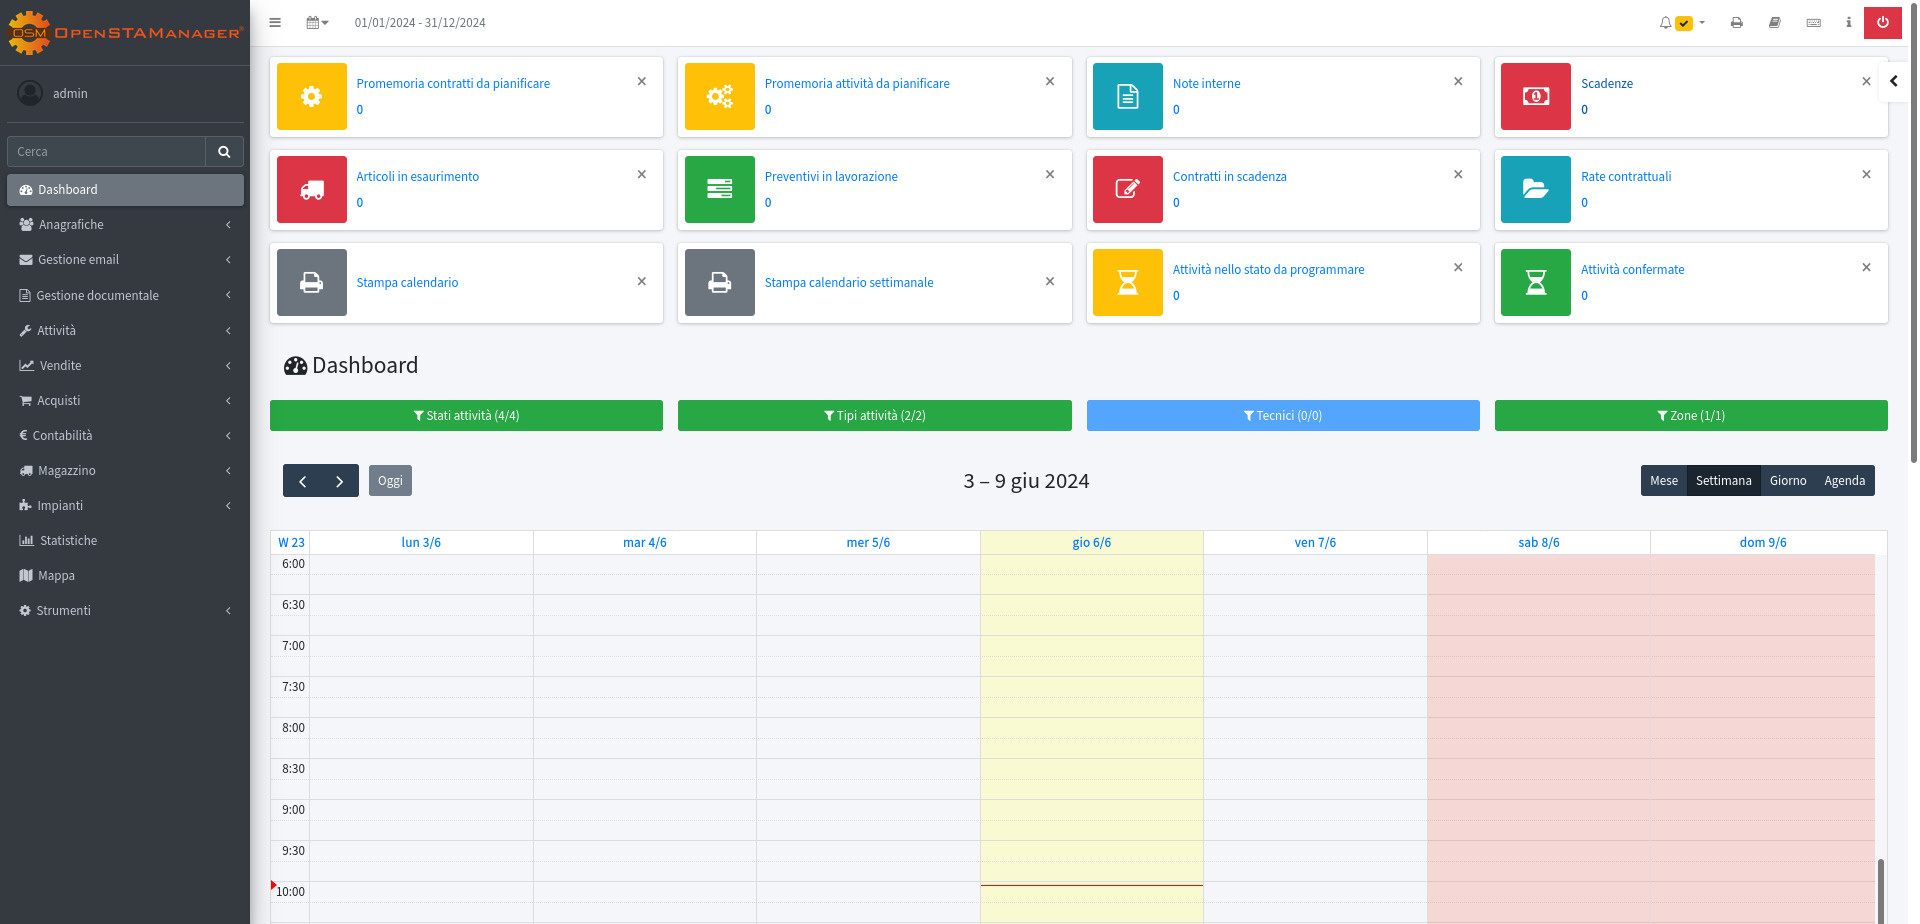 OSM OpenSTAManager®
01/01/2024 - 31/12/2024
admin
Cerca
Dashboard
Anagrafiche
Gestione email
Gestione documentale
Attività
Vendite
Acquisti
Contabilità
Magazzino
Impianti
Statistiche
Mappa
Strumenti
Promemoria contratti da pianificare
0
Promemoria attività da pianificare
0
Note interne
0
Scadenze
0
Articoli in esaurimento
0
Preventivi in lavorazione
0
Contratti in scadenza
0
Rate contrattuali
0
Stampa calendario
Stampa calendario settimanale
Attività nello stato da programmare
0
Attività confermate
0
Dashboard
Stati attività (4/4)
Tipi attività (2/2)
Tecnici (0/0)
Zone (1/1)
Oggi
3 – 9 giu 2024
Mese Settimana Giorno Agenda
W 23 lun 3/6 mar 4/6 mer 5/6 gio 6/6 ven 7/6 sab 8/6 dom 9/6
6:00
6:30
7:00
7:30
8:00
8:30
9:00
9:30
10:00